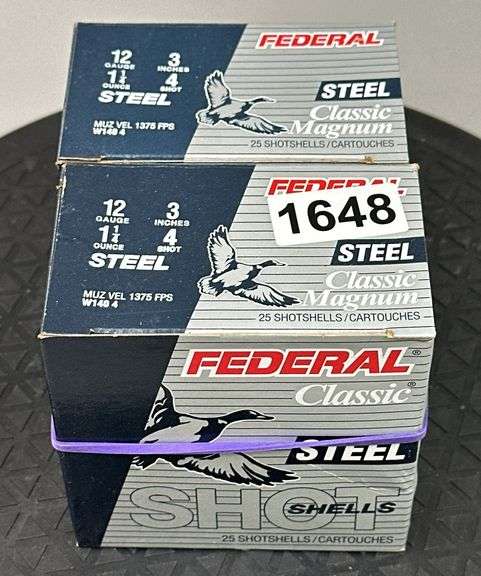 12 GAUGE 3 INCHES
1 1/4 OUNCE 4 SHOT
STEEL
MUZ VEL 1375 FPS
W148 4
FEDERAL
STEEL
Classic
Magnum
25 SHOTSHELLS/CARTOUCHES
12 GAUGE 3 INCHES
1 1/4 OUNCE 4 SHOT
STEEL
MUZ VEL 1375 FPS
W148 4
FEDERAL
1648
STEEL
Classic
Magnum
25 SHOTSHELLS/CARTOUCHES
FEDERAL®
Classic®
STEEL
SHOT
SHELLS
25 SHOTSHELLS/CARTOUCHES